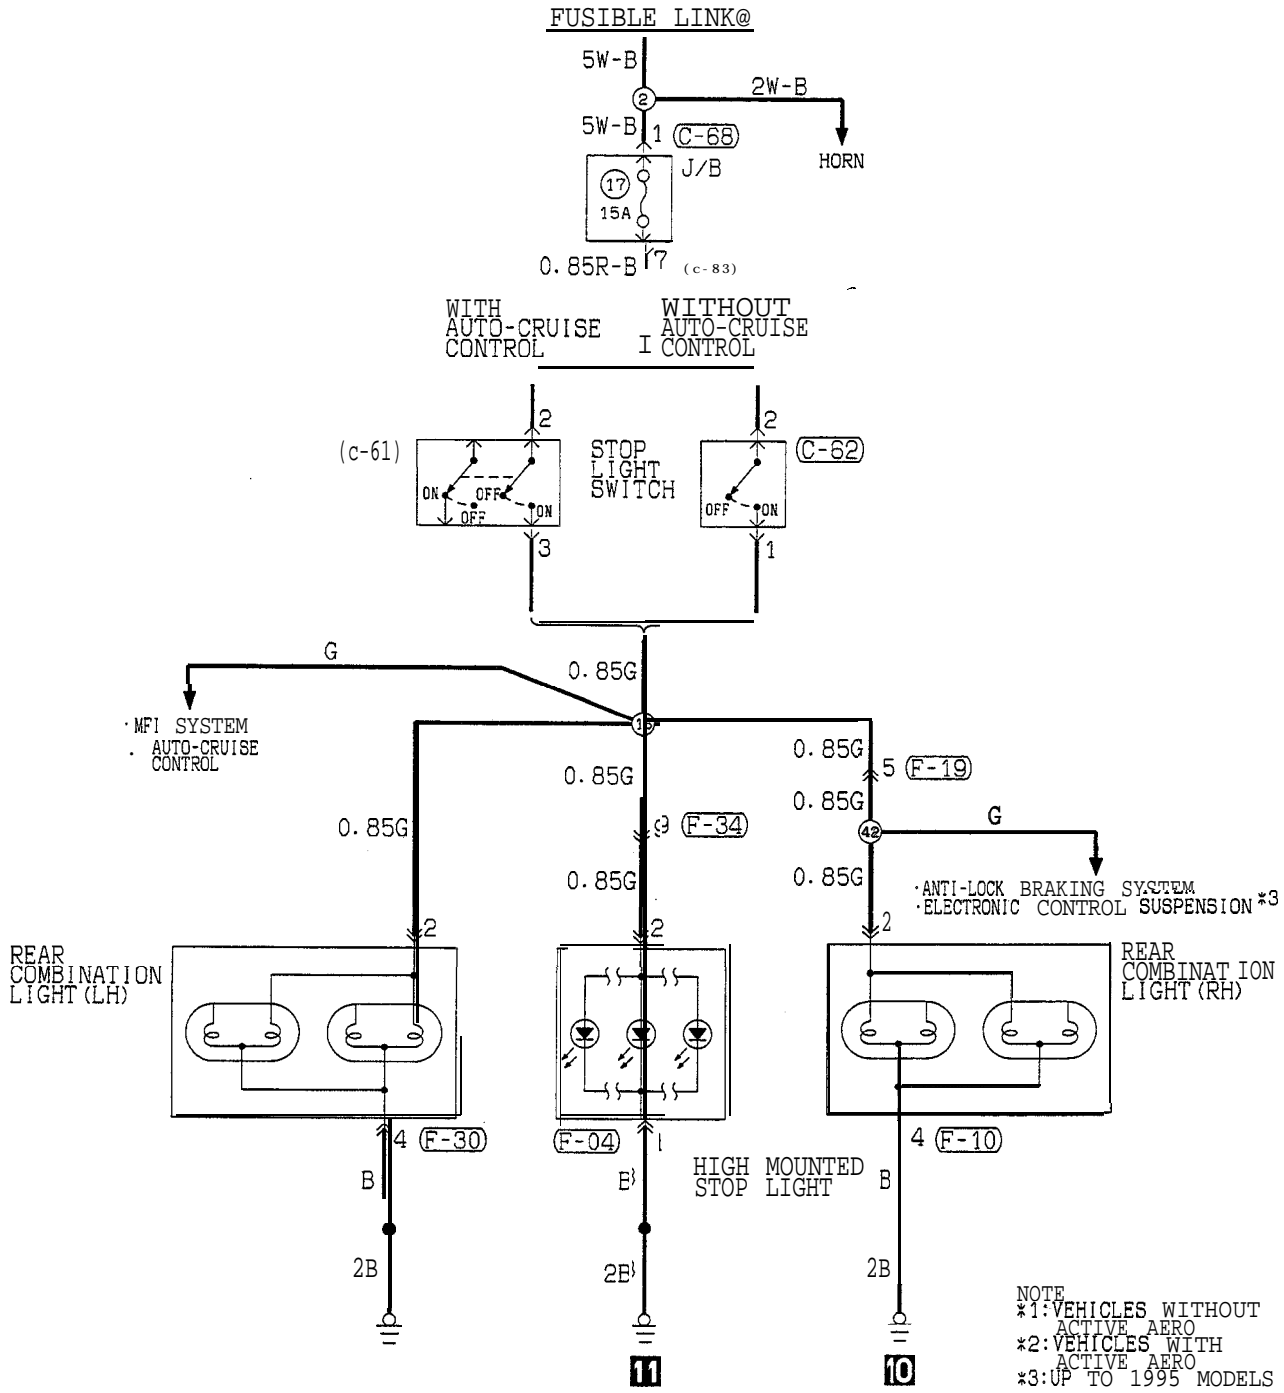 FUSIBLE LINK@
5W-B
2
2W-B
5W-B
1
C-68
HORN
J/B
17
15A
0.85R-B
7
(c-83)
WITH
AUTO-CRUISE
CONTROL
I
WITHOUT
AUTO-CRUISE
CONTROL
2
2
(c-61)
STOP
LIGHT
SWITCH
C-62
ON
OFF
OFF
ON
OFF
ON
3
1
G
0.85G
·MFI SYSTEM
. AUTO-CRUISE
CONTROL
0.85G
5
F-19
0.85G
0.85G
G
0.85G
9
F-34
42
0.85G
0.85G
·ANTI-LOCK BRAKING SYSTEM
·ELECTRONIC CONTROL SUSPENSION *3
2
2
2
REAR
COMBINATION
LIGHT(LH)
REAR
COMBINATION
LIGHT(RH)
4
F-30
F-04
1
4
F-10
HIGH MOUNTED
STOP LIGHT
B
B
B
2B
2B
2B
11
10
NOTE
*1:VEHICLES WITHOUT
ACTIVE AERO
*2:VEHICLES WITH
ACTIVE AERO
*3:UP TO 1995 MODELS